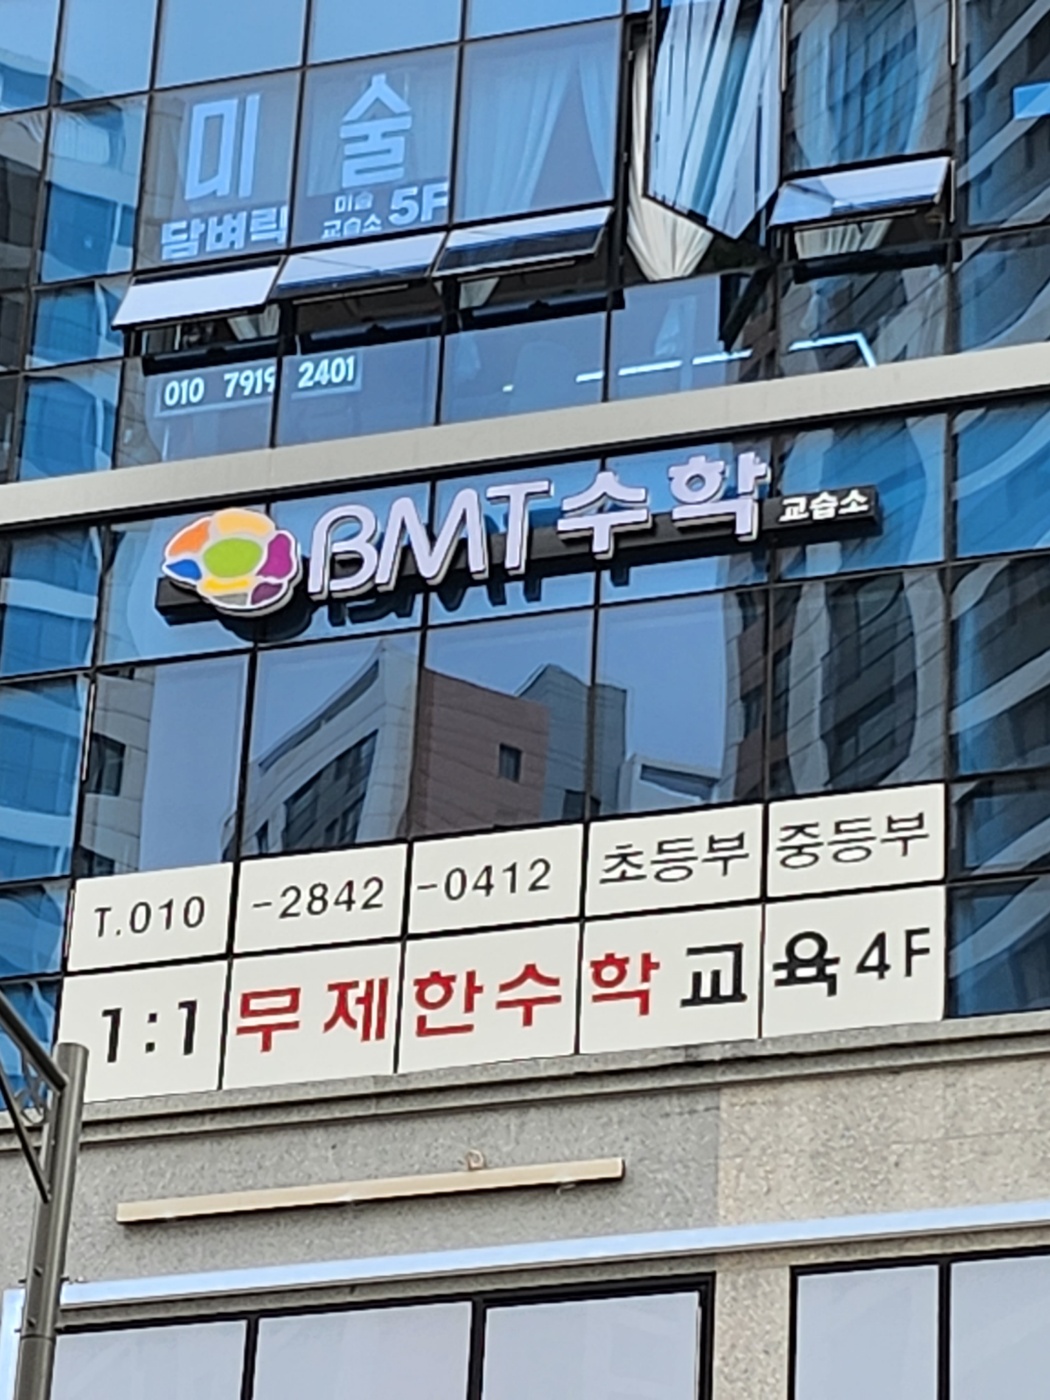 미술
담벼락 미술 교습소 5F
010 7919 2401
BMT수학 교습소
T.010-2842-0412 초등부 중등부
1:1 무제한수학교육 4F